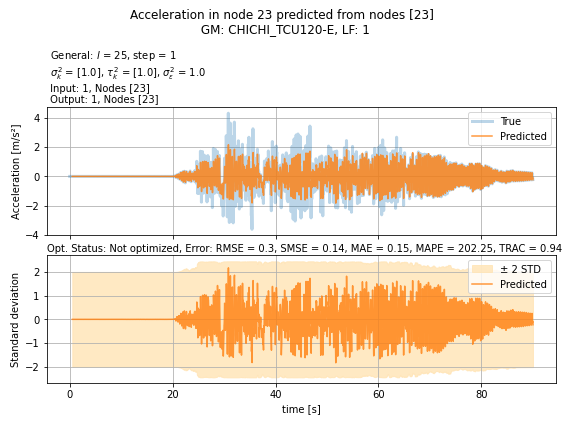 Acceleration in node 23 predicted from nodes [23]
GM: CHICHI_TCU120-E, LF: 1
General: l = 25, step = 1
σ²ₖ = [1.0], τ²ₖ = [1.0], σ²ε = 1.0
Input: 1, Nodes [23]
Output: 1, Nodes [23]
Acceleration [m/s²]
4
2
0
−2
−4
True
Predicted
Opt. Status: Not optimized, Error: RMSE = 0.3, SMSE = 0.14, MAE = 0.15, MAPE = 202.25, TRAC = 0.94
Standard deviation
2
1
0
−1
−2
± 2 STD
Predicted
0 20 40 60 80
time [s]